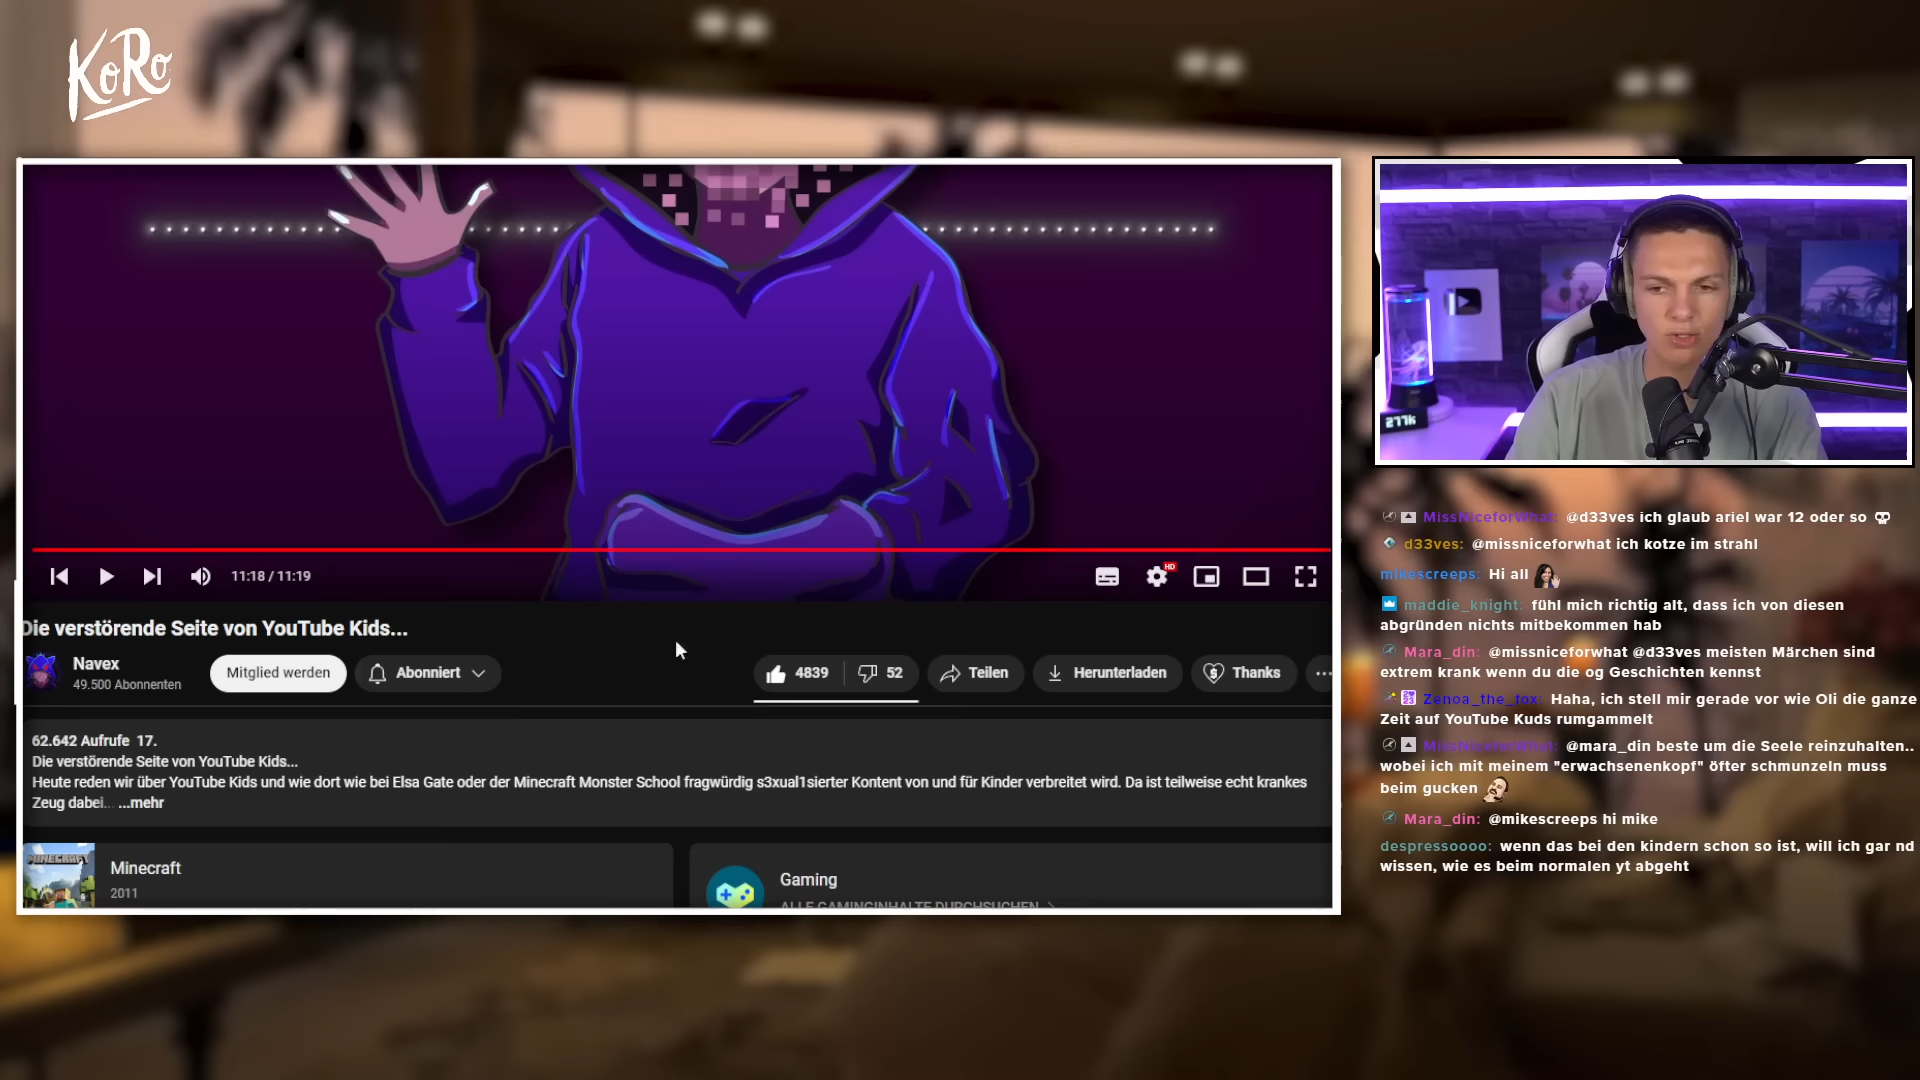 KoRo
HD
11:18 / 11:19
Die verstörende Seite von YouTube Kids...
Navex
49.500 Abonnenten
Mitglied werden
Abonniert
4839
52
Teilen
Herunterladen
Thanks
62.642 Aufrufe 17.
Die verstörende Seite von YouTube Kids...
Heute reden wir über YouTube Kids und wie dort wie bei Elsa Gate oder der Minecraft Monster School fragwürdig s3xual1sierter Kontent von und für Kinder verbreitet wird. Da ist teilweise echt krankes
Zeug dabei... ...mehr
MINECRAFT
Minecraft
2011
Gaming
ALLE GAMINGINHALTE DURCHSUCHEN
277k
MissNiceforWhat: @d33ves ich glaub ariel war 12 oder so
d33ves: @missniceforwhat ich kotze im strahl
mikescreeps: Hi all
maddie_knight: fühl mich richtig alt, dass ich von diesen
abgründen nichts mitbekommen hab
Mara_din: @missniceforwhat @d33ves meisten Märchen sind
extrem krank wenn du die og Geschichten kennst
Zenoa_the_fox: Haha, ich stell mir gerade vor wie Oli die ganze
Zeit auf YouTube Kuds rumgammelt
MissNiceforWhat: @mara_din beste um die Seele reinzuhalten..
wobei ich mit meinem "erwachsenenkopf" öfter schmunzeln muss
beim gucken
Mara_din: @mikescreeps hi mike
despressoooo: wenn das bei den kindern schon so ist, will ich gar nd
wissen, wie es beim normalen yt abgeht